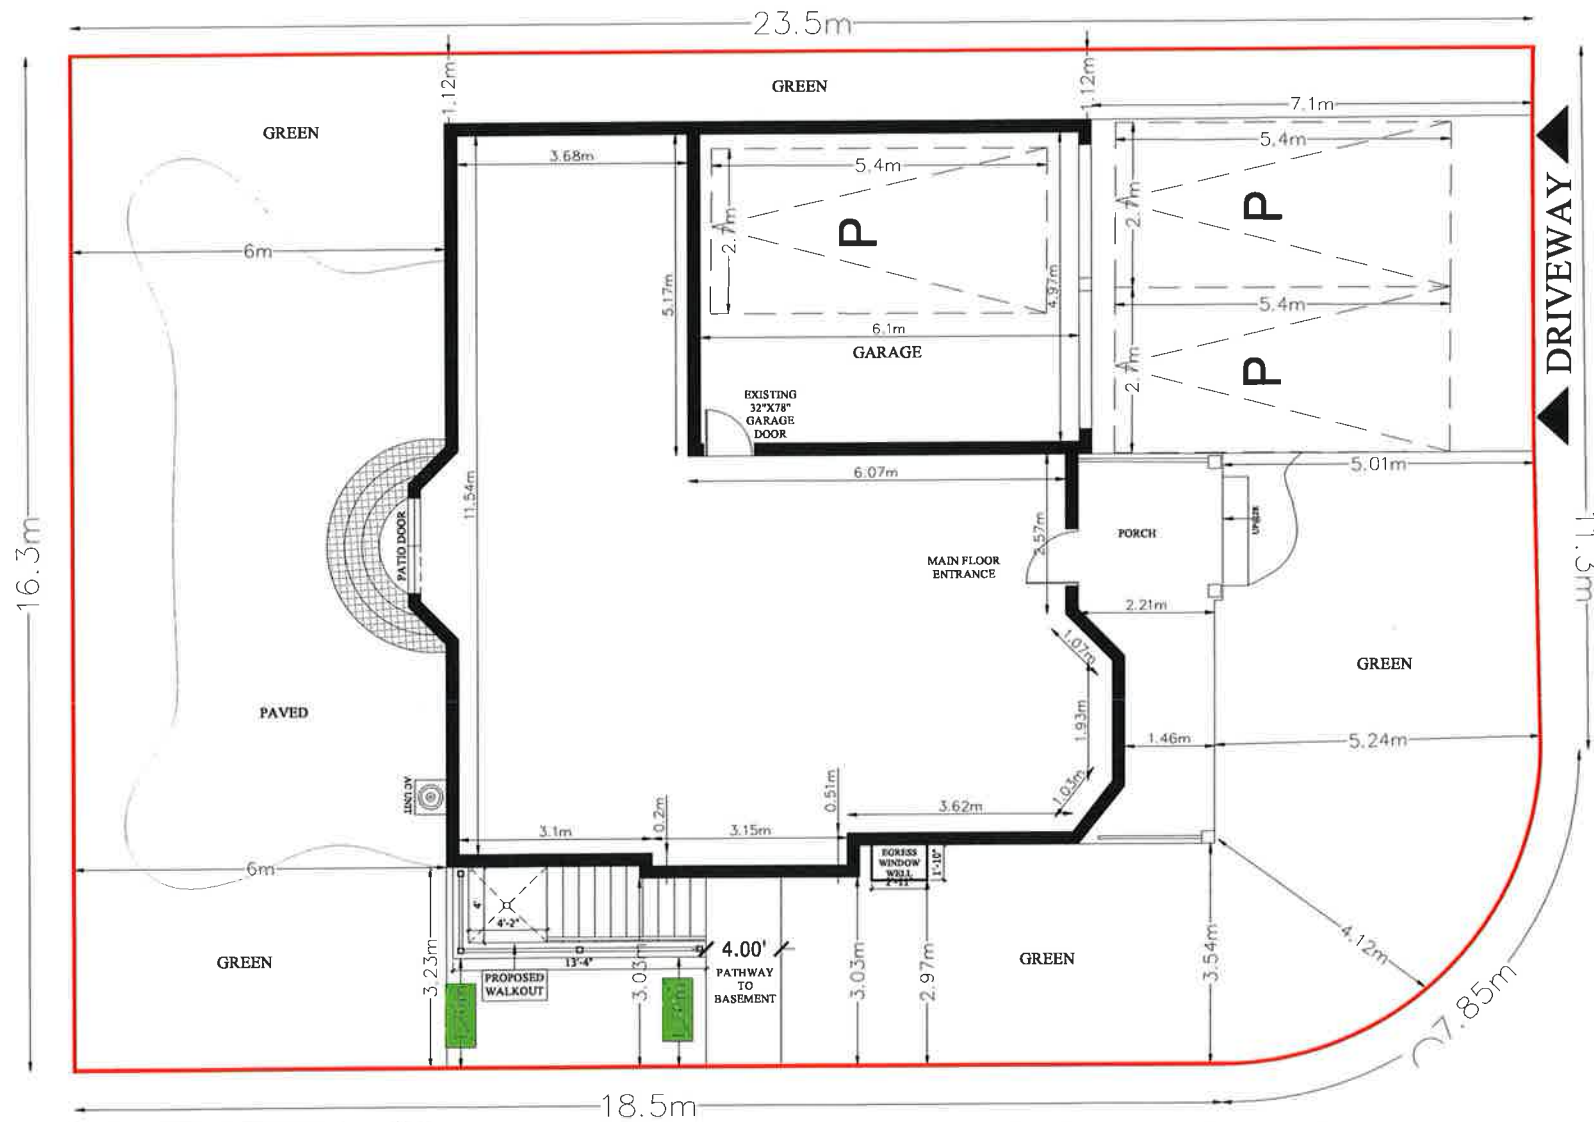 23.5m
1.12m
GREEN
1.12m
7.1m
GREEN
3.68m
5.4m
5.4m
2.7m
P
2.7m
P
DRIVEWAY
6m
5.17m
4.97m
5.4m
6.1m
GARAGE
2.7m
P
EXISTING
32"X78"
GARAGE
DOOR
11.54m
6.07m
5.01m
16.3m
PATIO DOOR
2.57m
PORCH
MAIN FLOOR
ENTRANCE
2.21m
1.07m
GREEN
PAVED
1.93m
1.46m
5.24m
AC UNIT
1.03m
0.2m
0.51m
3.1m
3.15m
3.62m
6m
EGRESS
WINDOW
WELL
2'-11"
1'-10"
4'
4'-2"
13'-4"
4.00'
PATHWAY
TO
BASEMENT
PROPOSED
WALKOUT
GREEN
3.23m
3.03m
3.03m
2.97m
GREEN
3.54m
4.12m
7.85m
18.5m